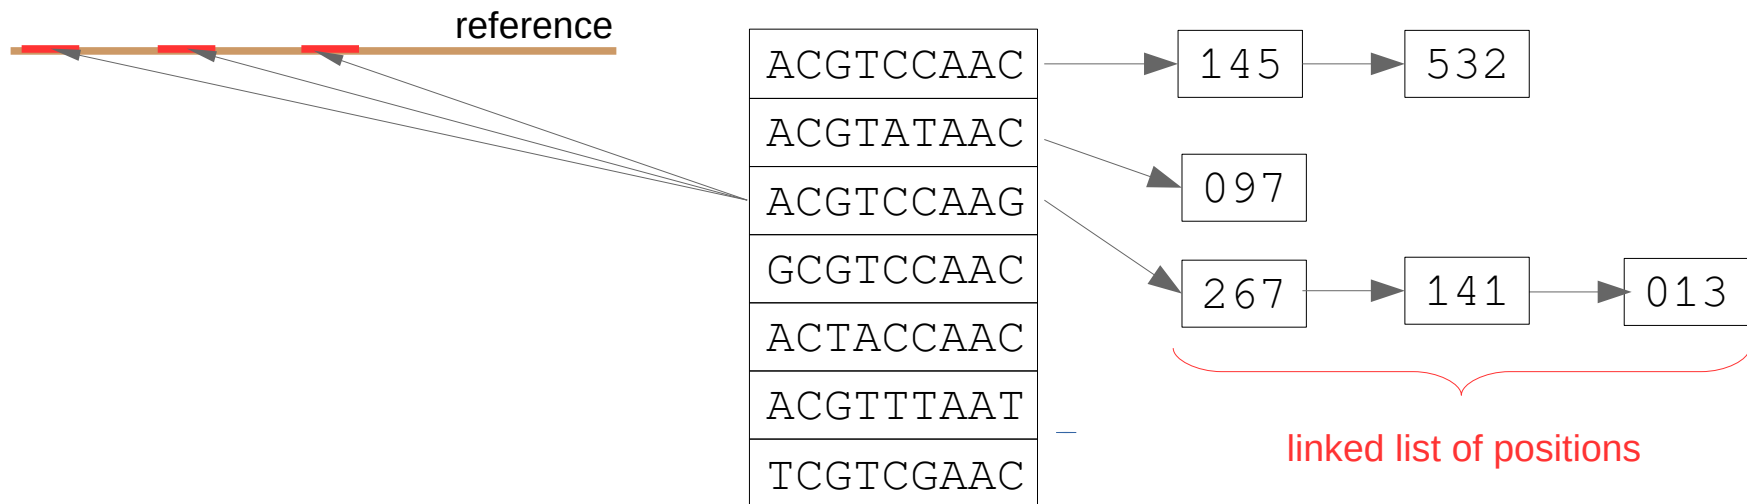 reference
ACGTCCAAC
145
532
ACGTATAAC
097
ACGTCCAAG
267
141
013
GCGTCCAAC
ACTACCAAC
ACGTTTAAT
TCGTCGAAC
linked list of positions